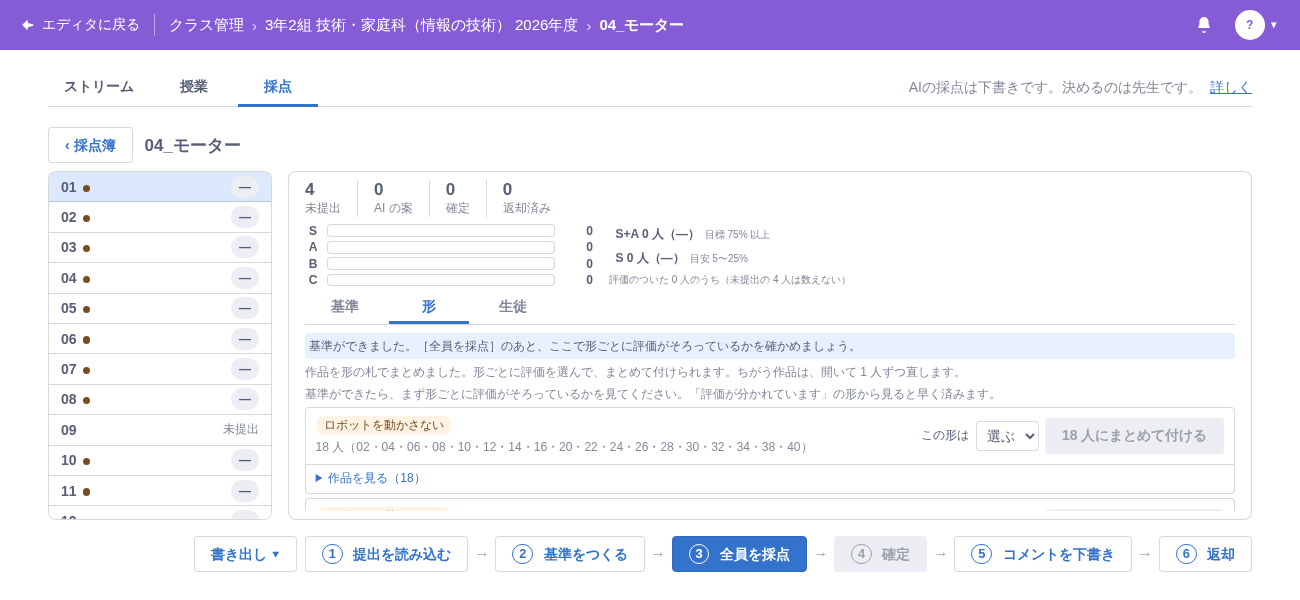 エディタに戻る クラス管理 › 3年2組 技術・家庭科（情報の技術） 2026年度 › 04_モーター ?
ストリーム 授業 採点 AIの採点は下書きです。決めるのは先生です。 詳しく
‹ 採点簿 04_モーター
01 —
02 —
03 —
04 —
05 —
06 —
07 —
08 —
09 未提出
10 —
11 —
4 0 0 0
未提出 AI の案 確定 返却済み
S 0 S+A 0 人（—） 目標 75% 以上
A 0
B 0 S 0 人（—） 目安 5〜25%
C 0 評価のついた 0 人のうち（未提出の 4 人は数えない）
基準 形 生徒
基準ができました。［全員を採点］のあと、ここで形ごとに評価がそろっているかを確かめましょう。
作品を形の札でまとめました。形ごとに評価を選んで、まとめて付けられます。ちがう作品は、開いて 1 人ずつ直します。
基準ができたら、まず形ごとに評価がそろっているかを見てください。「評価が分かれています」の形から見ると早く済みます。
ロボットを動かさない
18 人（02・04・06・08・10・12・14・16・20・22・24・26・28・30・32・34・38・40）
この形は 選ぶ 18 人にまとめて付ける
▶ 作品を見る（18）
書き出し ▼ 1 提出を読み込む → 2 基準をつくる → 3 全員を採点 → 4 確定 → 5 コメントを下書き → 6 返却